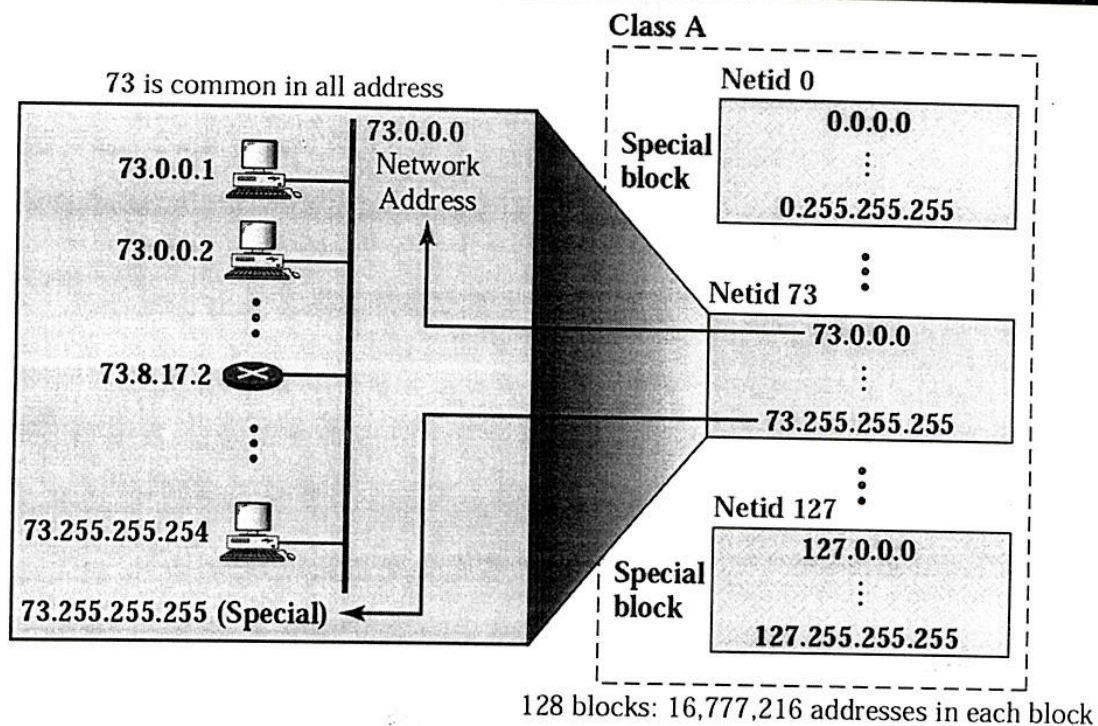 Class A
73 is common in all address
73.0.0.0
Network
Address
73.0.0.1
73.0.0.2
73.8.17.2
73.255.255.254
73.255.255.255 (Special)
Netid 0
Special
block
0.0.0.0
0.255.255.255
Netid 73
73.0.0.0
73.255.255.255
Netid 127
Special
block
127.0.0.0
127.255.255.255
128 blocks: 16,777,216 addresses in each block